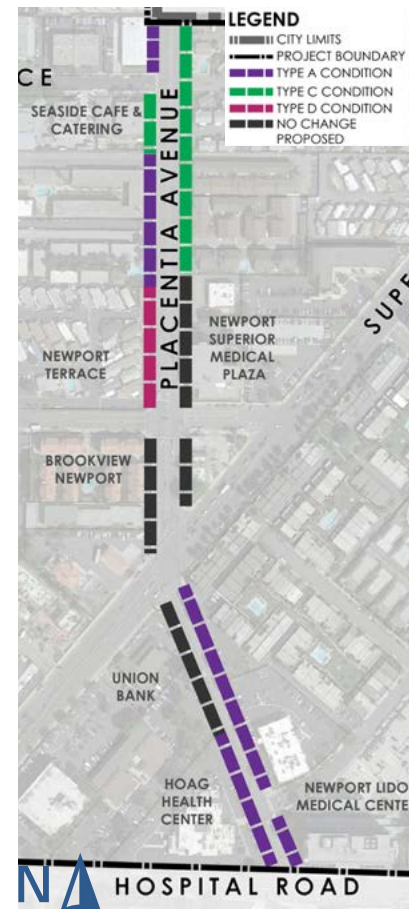 LEGEND
CITY LIMITS
PROJECT BOUNDARY
TYPE A CONDITION
TYPE C CONDITION
TYPE D CONDITION
NO CHANGE
PROPOSED
CE
SEASIDE CAFE &
CATERING
PLACENTIA AVENUE
SUPE
NEWPORT
SUPERIOR
MEDICAL
PLAZA
NEWPORT
TERRACE
BROOKVIEW
NEWPORT
UNION
BANK
HOAG
HEALTH
CENTER
NEWPORT LIDO
MEDICAL CENTE
N
HOSPITAL ROAD